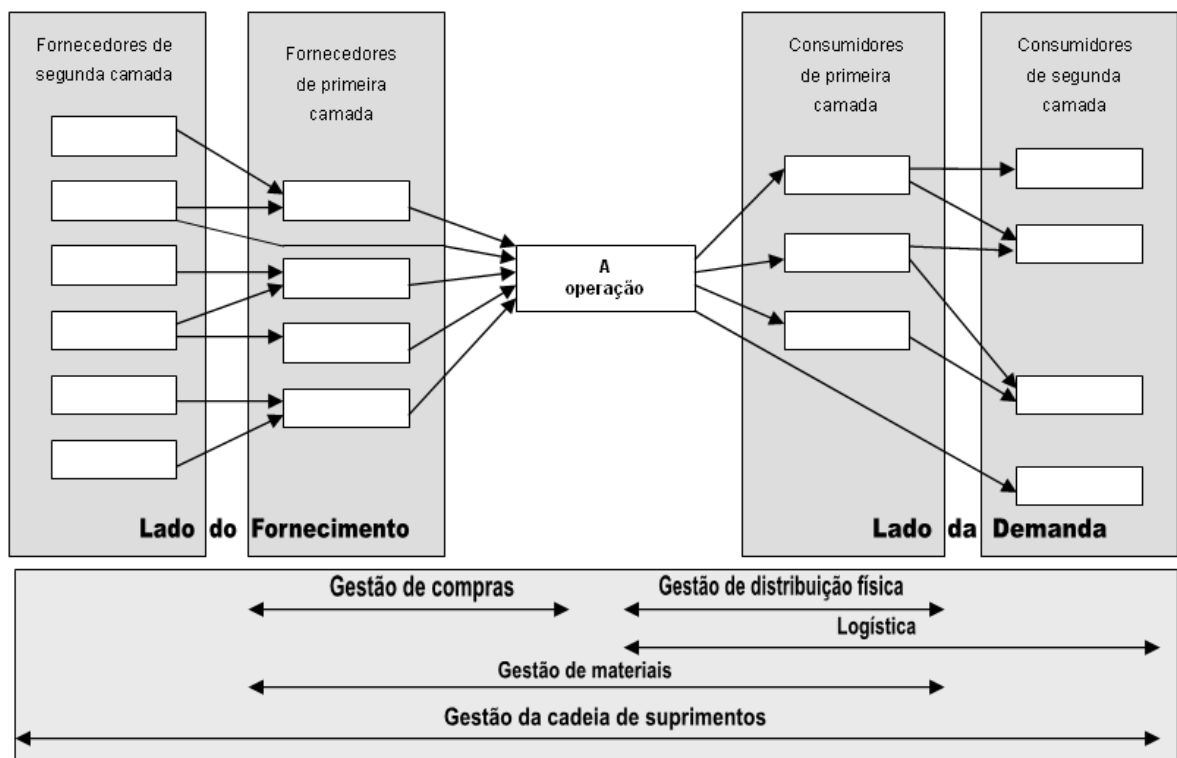 Fornecedores de
segunda camada
Fornecedores
de primeira
camada
Consumidores
de primeira
camada
Consumidores
de segunda
camada
A
operação
Lado do Fornecimento
Lado da Demanda
Gestão de compras
Gestão de distribuição física
Logística
Gestão de materiais
Gestão da cadeia de suprimentos